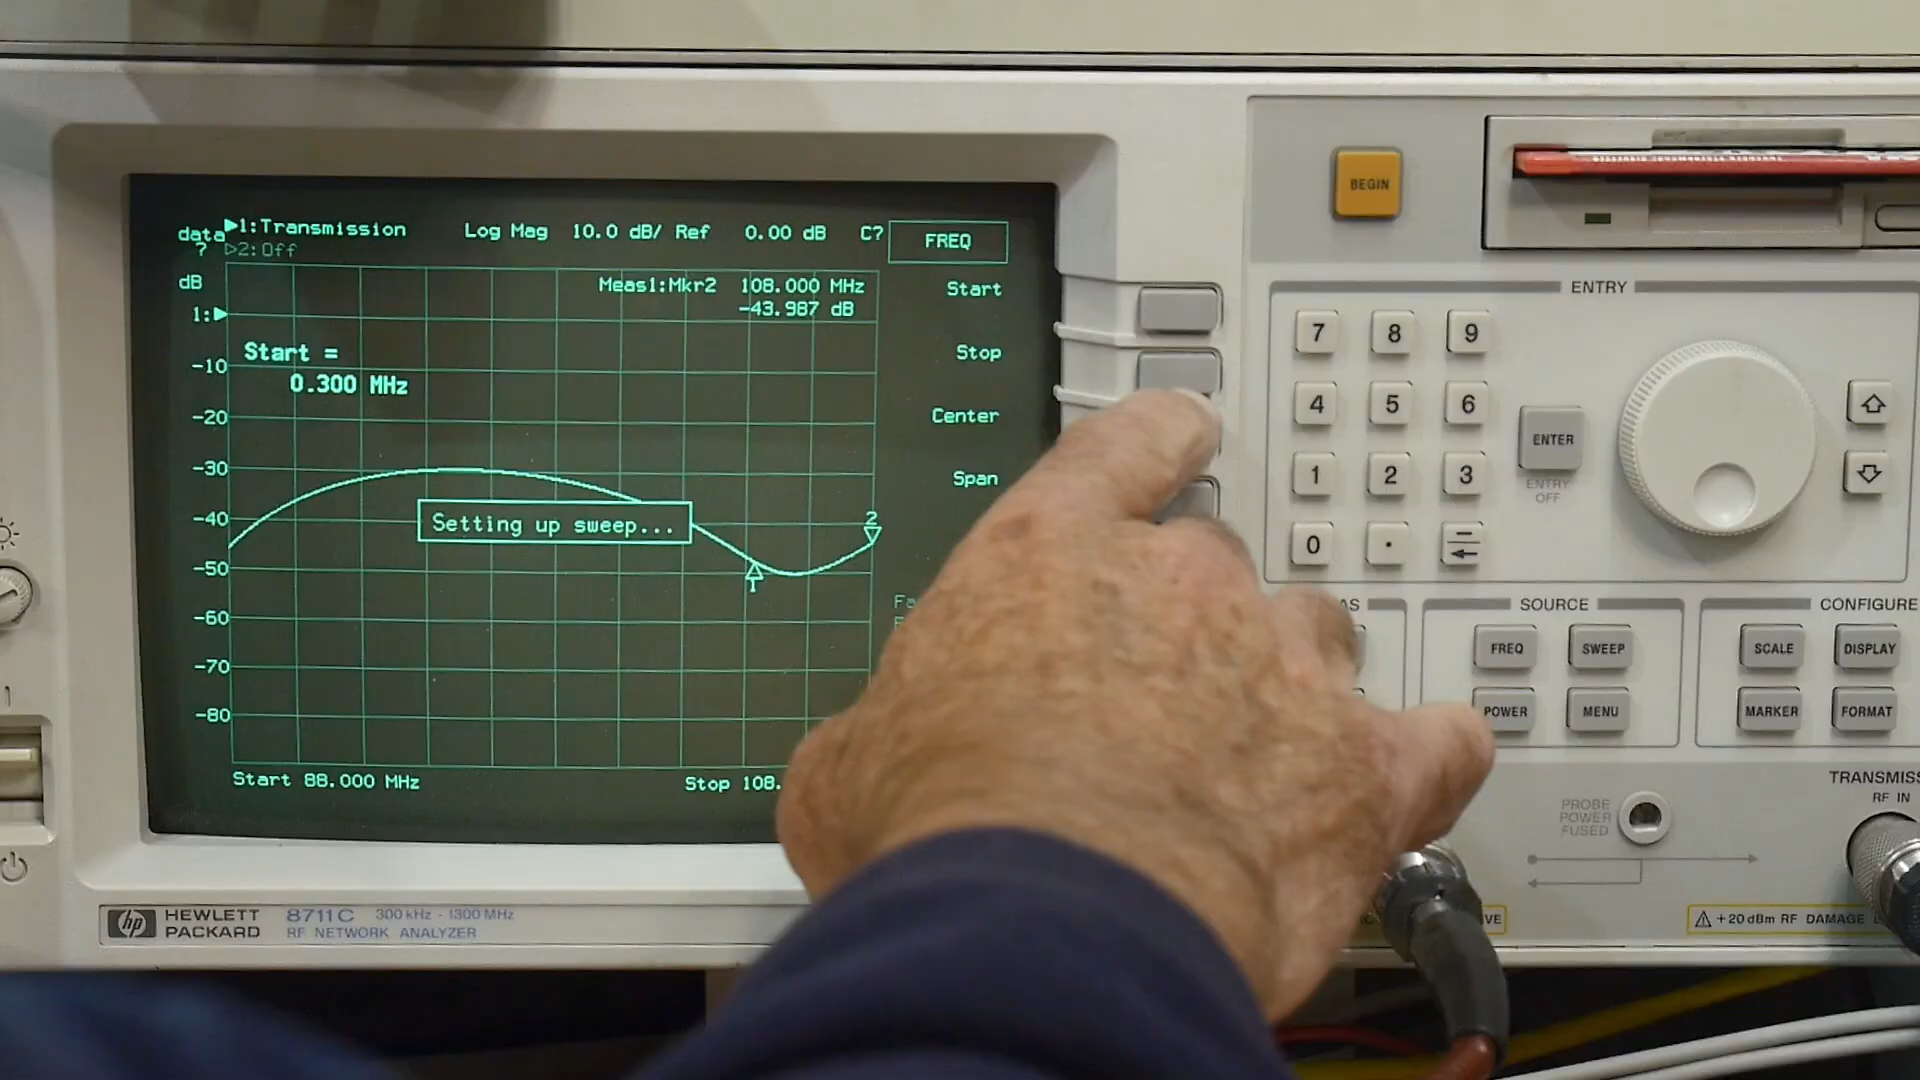 data ▶1:Transmission Log Mag 10.0 dB/ Ref 0.00 dB C?
? ▷2:Off
FREQ
dB
Meas1:Mkr2 108.000 MHz
-43.987 dB
Start
1:▶
Start =
0.300 MHz
Stop
-10
-20
Center
-30
Span
-40
Setting up sweep...
2
-50
1
-60
-70
-80
Start 88.000 MHz
Stop 108.
HEWLETT
PACKARD
hp
8711C 300 kHz - 1300 MHz
RF NETWORK ANALYZER
BEGIN
ENTRY
7 8 9
4 5 6
1 2 3
0 .
ENTER
ENTRY
OFF
SOURCE
CONFIGURE
FREQ SWEEP
POWER MENU
SCALE DISPLAY
MARKER FORMAT
PROBE
POWER
FUSED
RF IN
+20 dBm RF DAMAGE